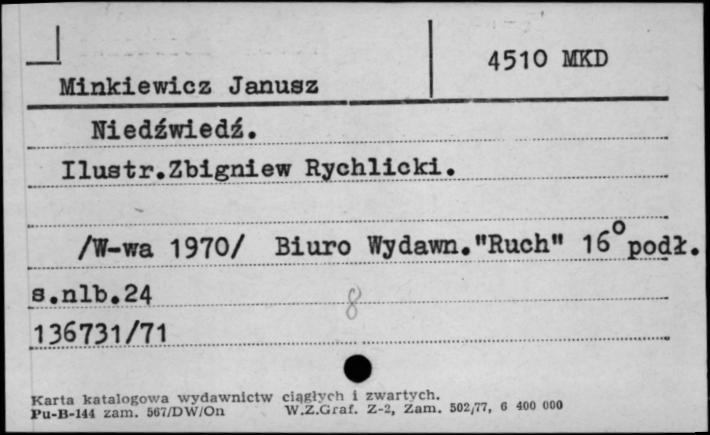 4510 MKD
Minkiewicz Janusz
Niedźwiedź.
Ilustr.Zbigniew Rychlicki.
/W-wa 1970/ Biuro Wydawn."Ruch" 16° podł.
s.nlb.24
8
136731/71
Karta katalogowa wydawnictw ciągłych i zwartych.
Pu-B-144 zam. 567/DW/On W.Z.Graf. Z-2, Zam. 502/77, 6 400 000